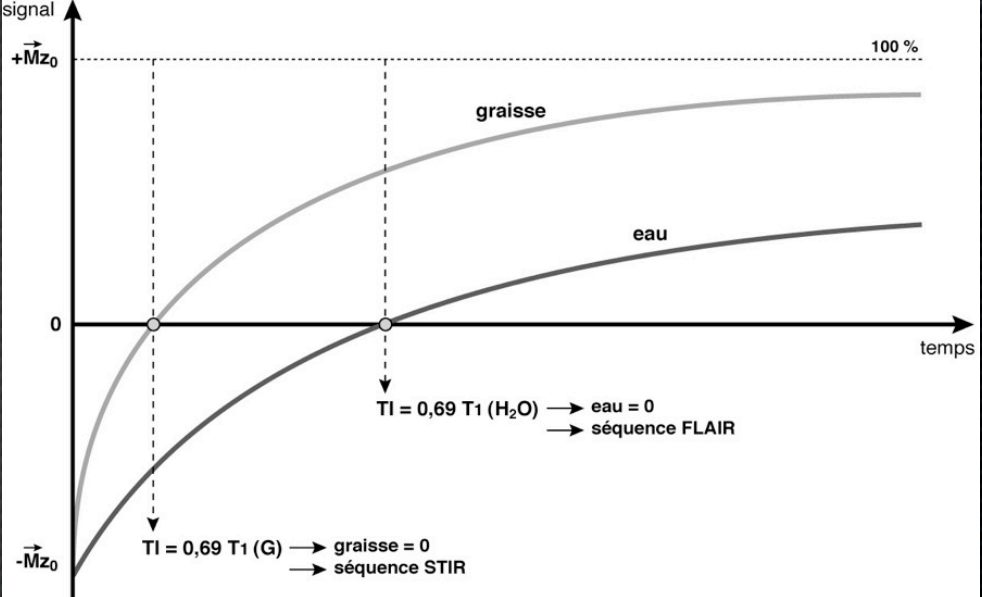 signal
+Mz₀
100 %
graisse
eau
0
temps
TI = 0,69 T1 (H₂O) → eau = 0
→ séquence FLAIR
-Mz₀
TI = 0,69 T1 (G) → graisse = 0
→ séquence STIR